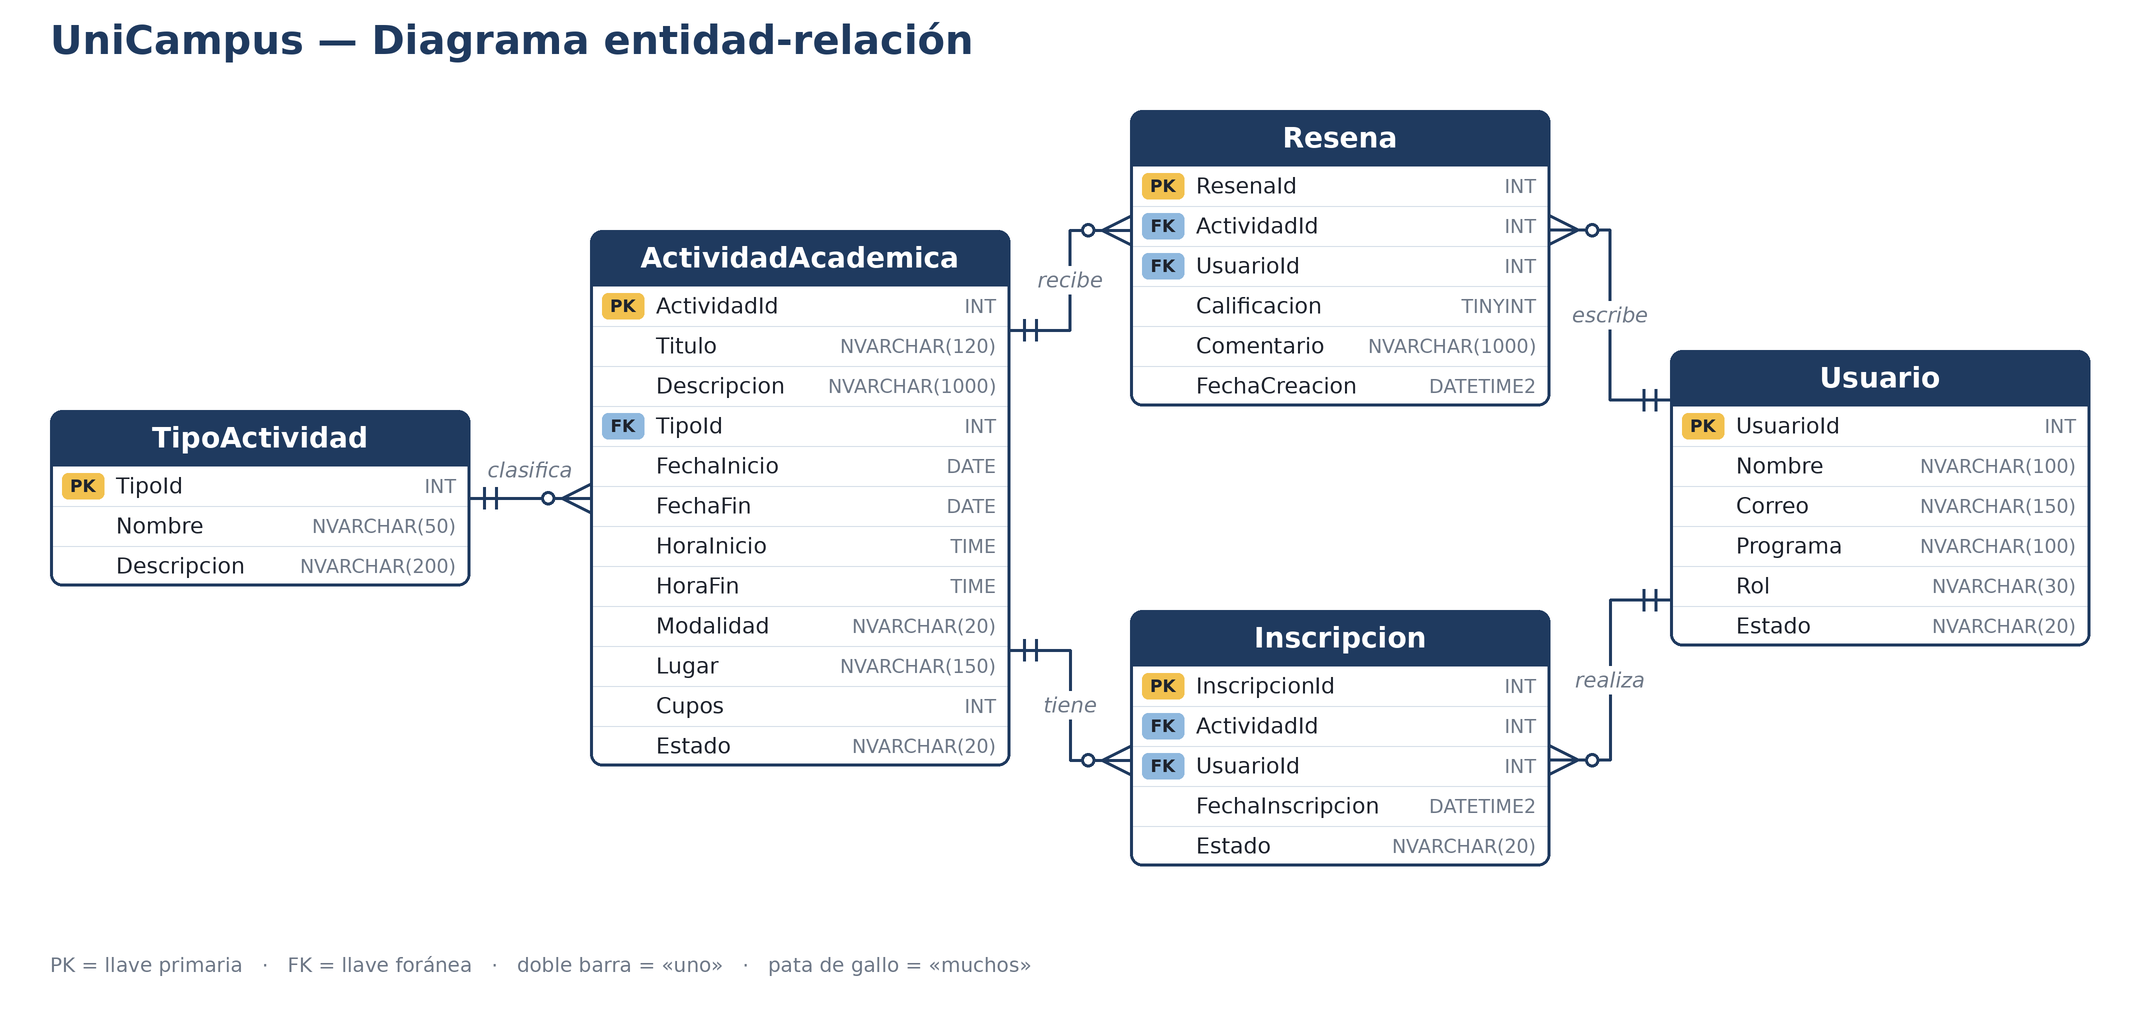 UniCampus — Diagrama entidad-relación
TipoActividad
PK TipoId INT
Nombre NVARCHAR(50)
Descripcion NVARCHAR(200)
clasifica
ActividadAcademica
PK ActividadId INT
Titulo NVARCHAR(120)
Descripcion NVARCHAR(1000)
FK TipoId INT
FechaInicio DATE
FechaFin DATE
HoraInicio TIME
HoraFin TIME
Modalidad NVARCHAR(20)
Lugar NVARCHAR(150)
Cupos INT
Estado NVARCHAR(20)
recibe
tiene
Resena
PK ResenaId INT
FK ActividadId INT
FK UsuarioId INT
Calificacion TINYINT
Comentario NVARCHAR(1000)
FechaCreacion DATETIME2
Inscripcion
PK InscripcionId INT
FK ActividadId INT
FK UsuarioId INT
FechaInscripcion DATETIME2
Estado NVARCHAR(20)
escribe
realiza
Usuario
PK UsuarioId INT
Nombre NVARCHAR(100)
Correo NVARCHAR(150)
Programa NVARCHAR(100)
Rol NVARCHAR(30)
Estado NVARCHAR(20)
PK = llave primaria · FK = llave foránea · doble barra = «uno» · pata de gallo = «muchos»